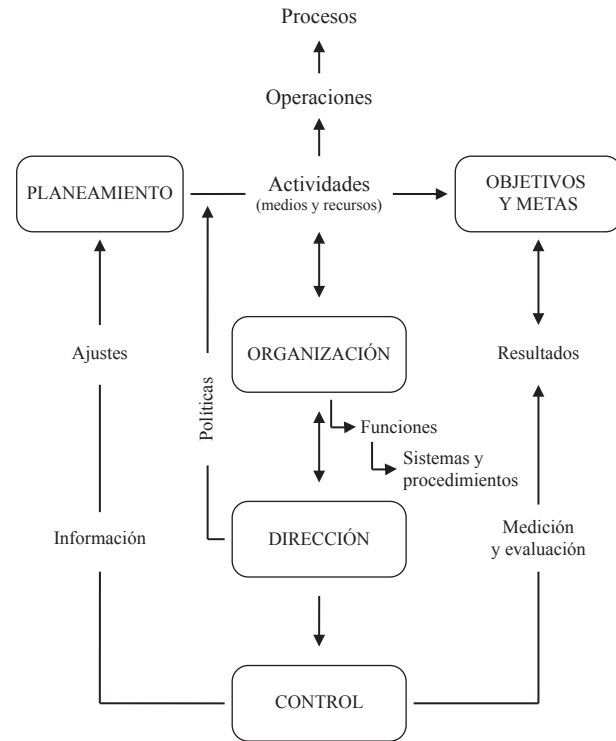 Procesos
Operaciones
PLANEAMIENTO
Actividades
(medios y recursos)
OBJETIVOS
Y METAS
Ajustes
Políticas
ORGANIZACIÓN
Resultados
Funciones
Sistemas y
procedimientos
Información
DIRECCIÓN
Medición
y evaluación
CONTROL